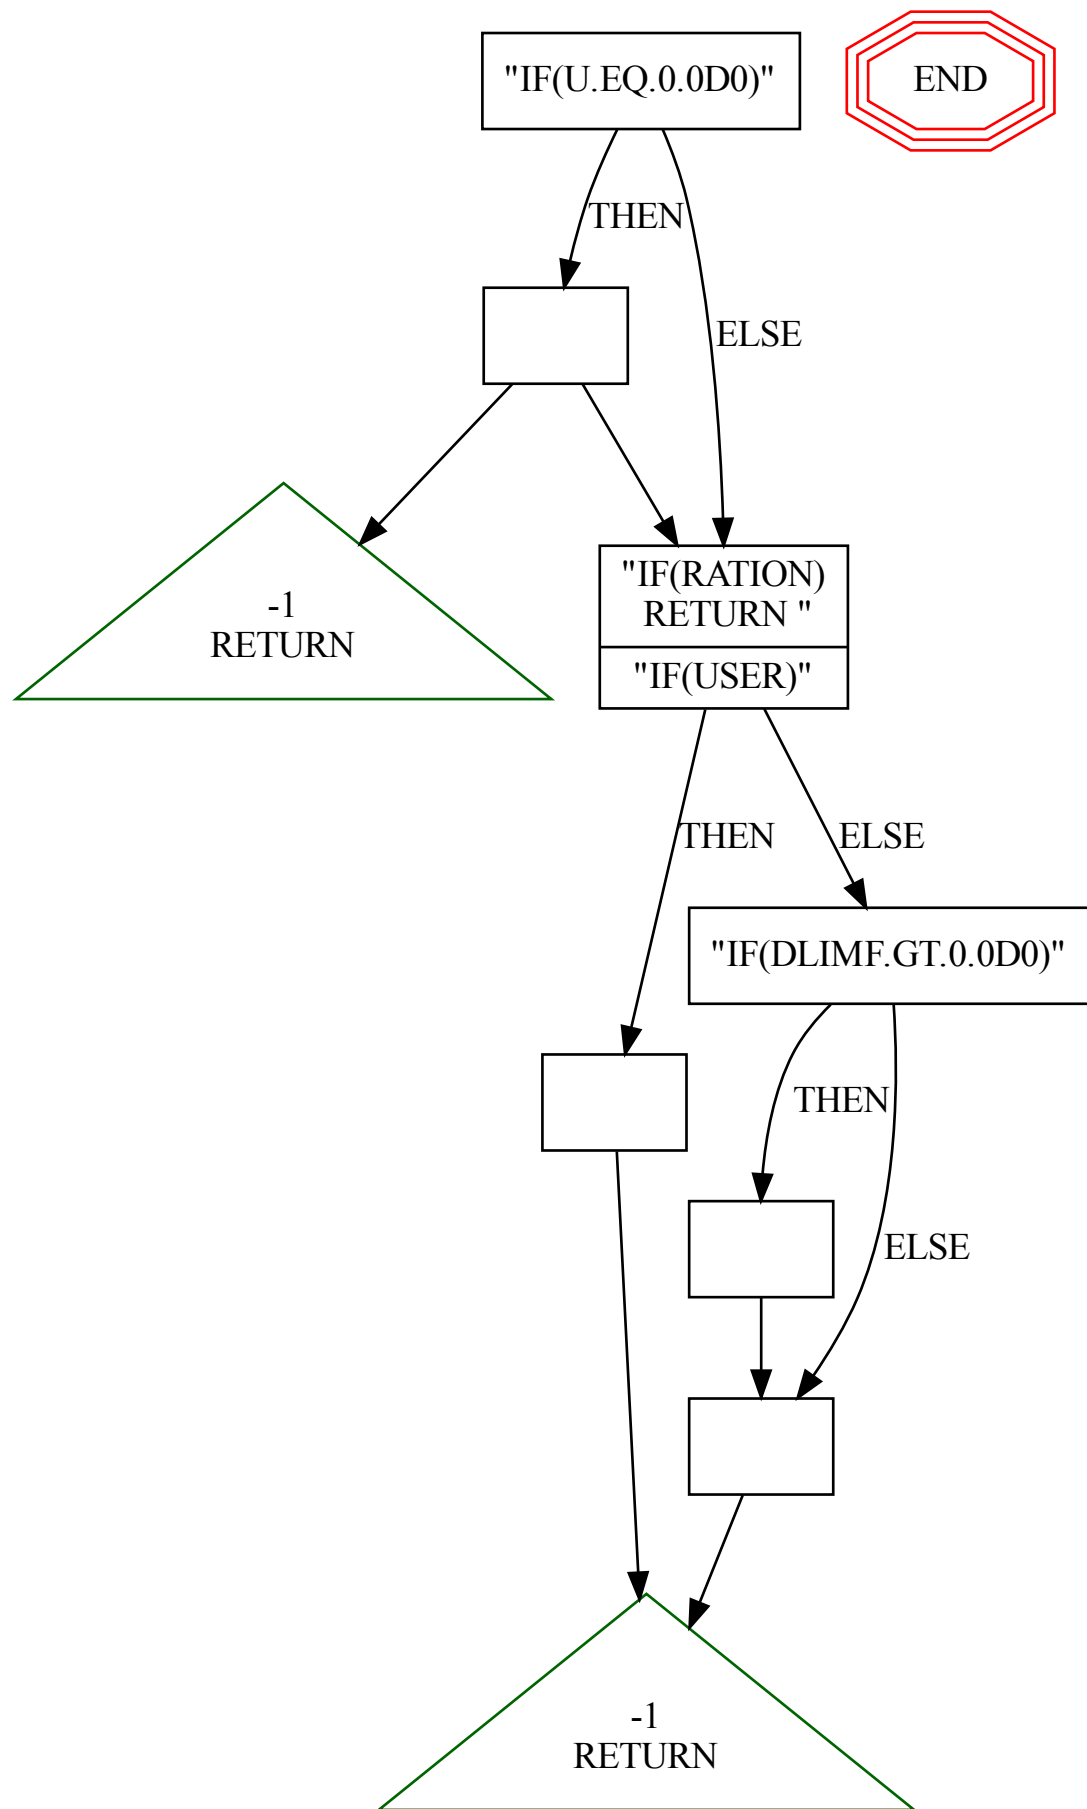 "IF(U.EQ.0.0D0)"
END
THEN
ELSE
-1
RETURN
"IF(RATION)
RETURN "
"IF(USER)"
THEN
ELSE
"IF(DLIMF.GT.0.0D0)"
THEN
ELSE
-1
RETURN